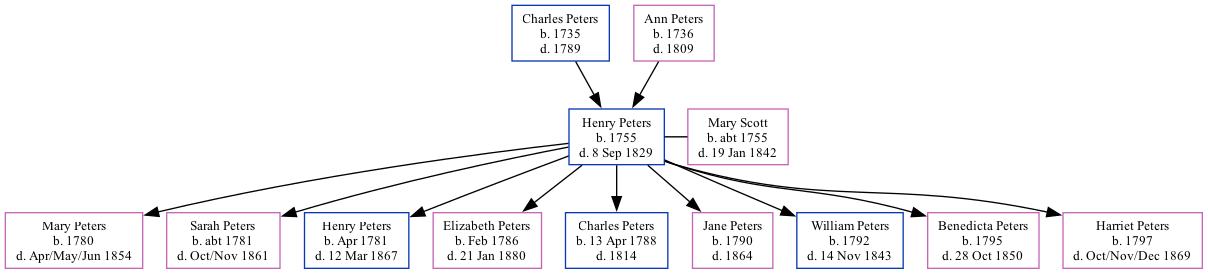 Charles Peters
b. 1735
d. 1789
Ann Peters
b. 1736
d. 1809
Henry Peters
b. 1755
d. 8 Sep 1829
Mary Scott
b. abt 1755
d. 19 Jan 1842
Mary Peters
b. 1780
d. Apr/May/Jun 1854
Sarah Peters
b. abt 1781
d. Oct/Nov 1861
Henry Peters
b. Apr 1781
d. 12 Mar 1867
Elizabeth Peters
b. Feb 1786
d. 21 Jan 1880
Charles Peters
b. 13 Apr 1788
d. 1814
Jane Peters
b. 1790
d. 1864
William Peters
b. 1792
d. 14 Nov 1843
Benedicta Peters
b. 1795
d. 28 Oct 1850
Harriet Peters
b. 1797
d. Oct/Nov/Dec 1869